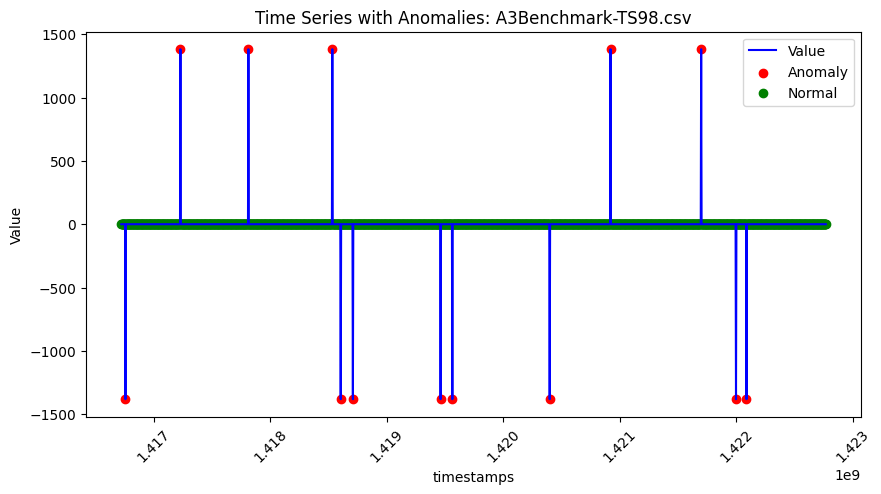 Time Series with Anomalies: A3Benchmark-TS98.csv
1500
1000
500
0
−500
−1000
−1500
Value
Value
Anomaly
Normal
1.417
1.418
1.419
1.420
1.421
1.422
1.423
1e9
timestamps